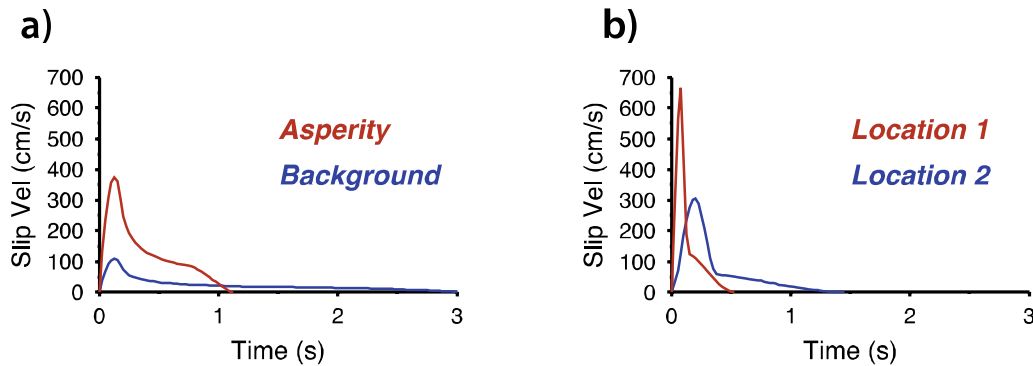 a)
700
600
500
400
300
200
100
0
Slip Vel (cm/s)
Asperity
Background
0 1 2 3
Time (s)
b)
700
600
500
400
300
200
100
0
Slip Vel (cm/s)
Location 1
Location 2
0 1 2 3
Time (s)